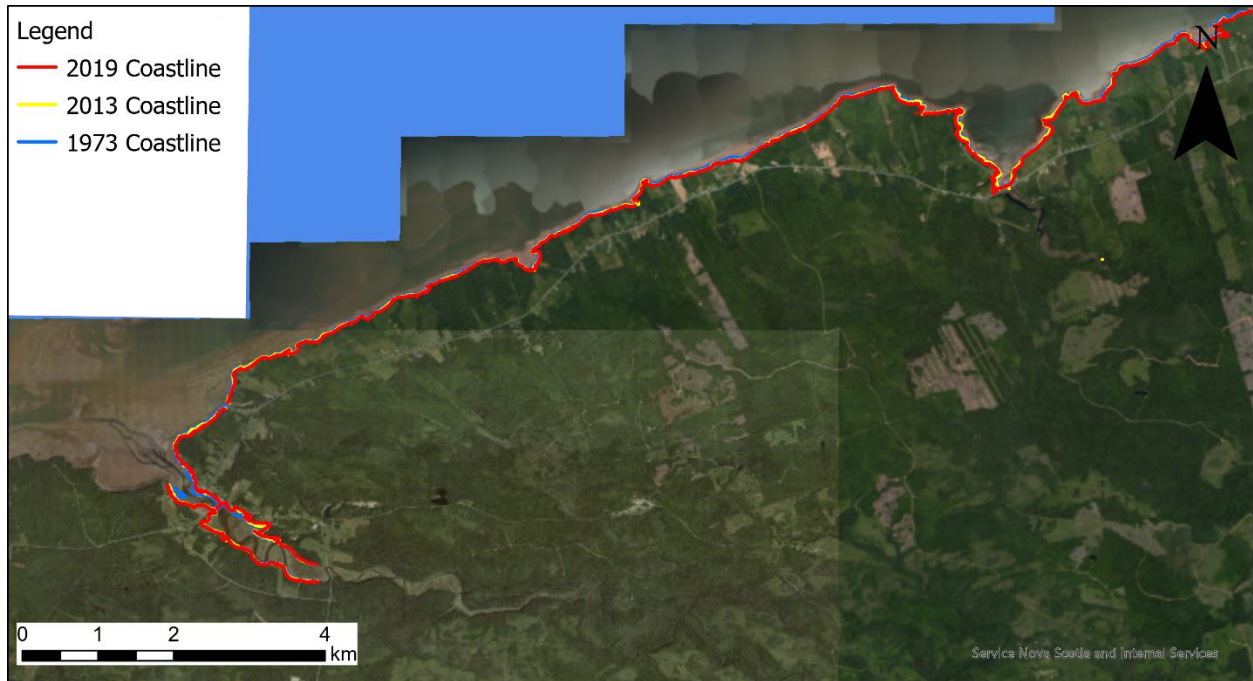 Legend
2019 Coastline
2013 Coastline
1973 Coastline
N
0 1 2 4
km
Service Nova Scotia and Internal Services